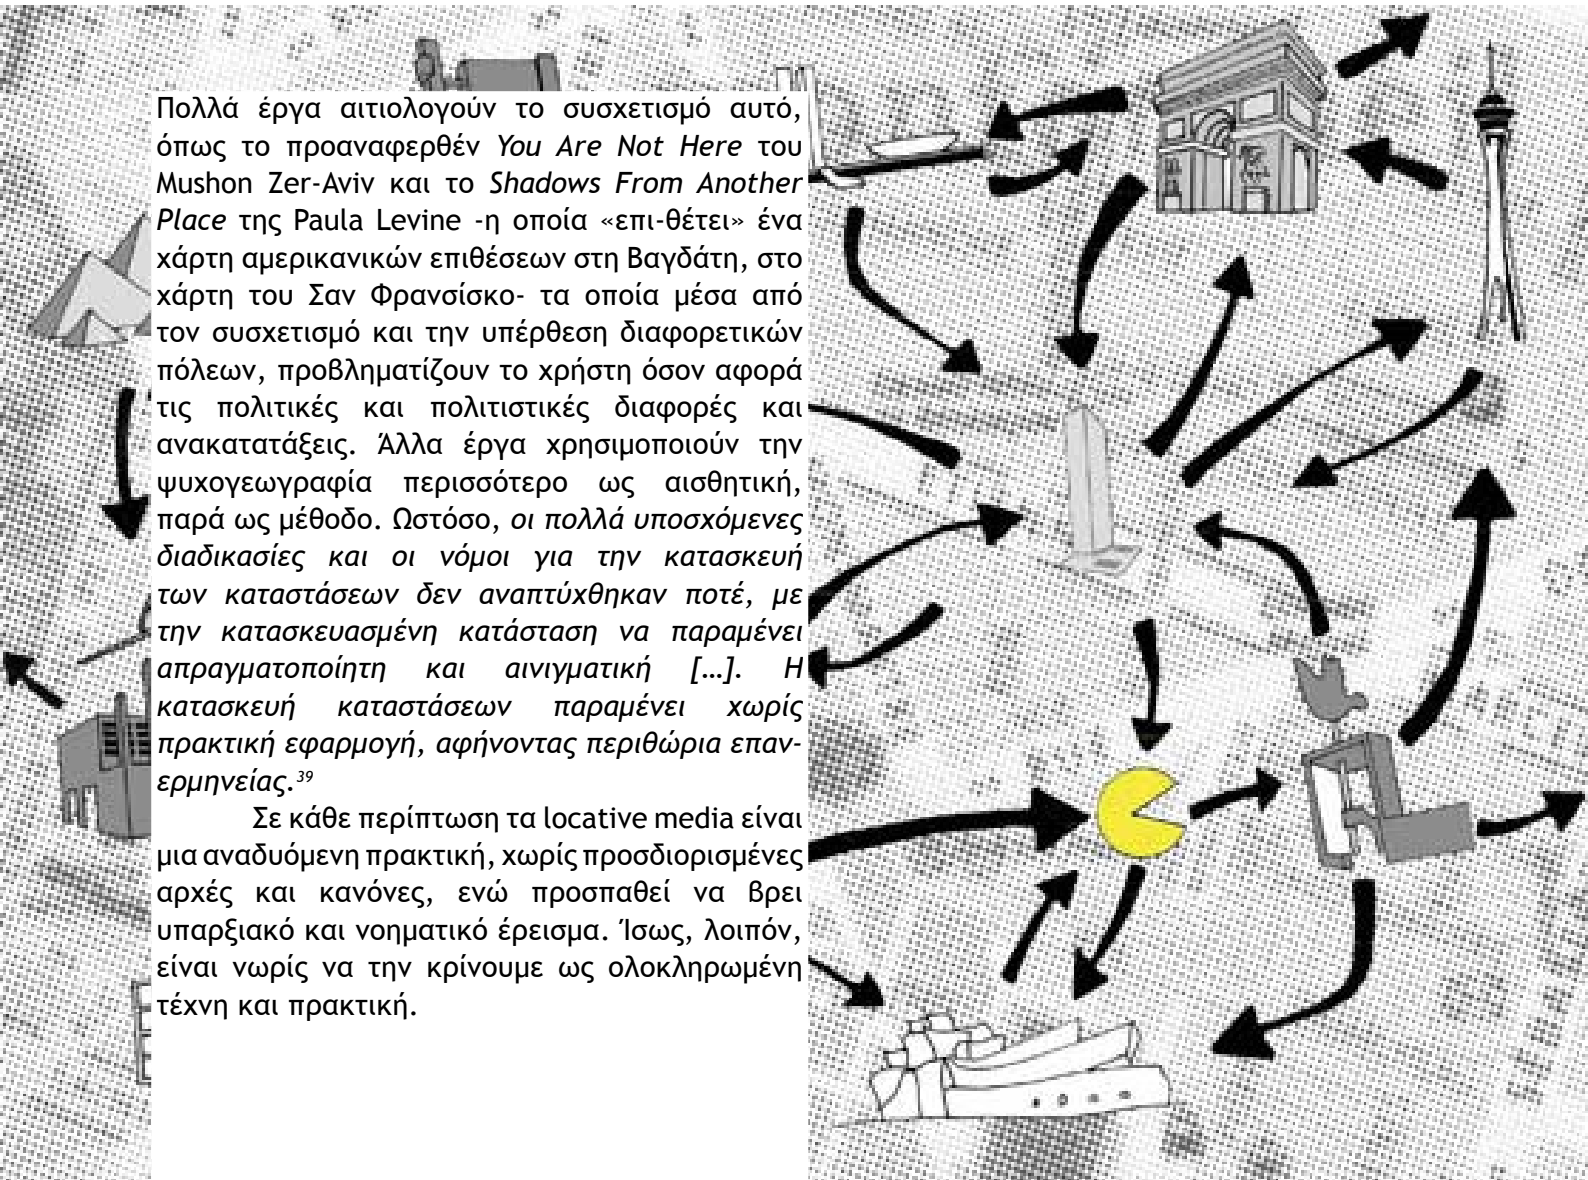 Πολλά έργα αιτιολογούν το συσχετισμό αυτό,
όπως το προαναφερθέν You Are Not Here του
Mushon Zer-Aviv και το Shadows From Another
Place της Paula Levine -η οποία «επι-θέτει» ένα
χάρτη αμερικανικών επιθέσεων στη Βαγδάτη, στο
χάρτη του Σαν Φρανσίσκο- τα οποία μέσα από
τον συσχετισμό και την υπέρθεση διαφορετικών
πόλεων, προβληματίζουν το χρήστη όσον αφορά
τις πολιτικές και πολιτιστικές διαφορές και
ανακατατάξεις. Άλλα έργα χρησιμοποιούν την
ψυχογεωγραφία περισσότερο ως αισθητική,
παρά ως μέθοδο. Ωστόσο, οι πολλά υποσχόμενες
διαδικασίες και οι νόμοι για την κατασκευή
των καταστάσεων δεν αναπτύχθηκαν ποτέ, με
την κατασκευασμένη κατάσταση να παραμένει
απραγματοποίητη και αινιγματική […]. Η
κατασκευή καταστάσεων παραμένει χωρίς
πρακτική εφαρμογή, αφήνοντας περιθώρια επαν-
ερμηνείας.39
Σε κάθε περίπτωση τα locative media είναι
μια αναδυόμενη πρακτική, χωρίς προσδιορισμένες
αρχές και κανόνες, ενώ προσπαθεί να βρει
υπαρξιακό και νοηματικό έρεισμα. Ίσως, λοιπόν,
είναι νωρίς να την κρίνουμε ως ολοκληρωμένη
τέχνη και πρακτική.